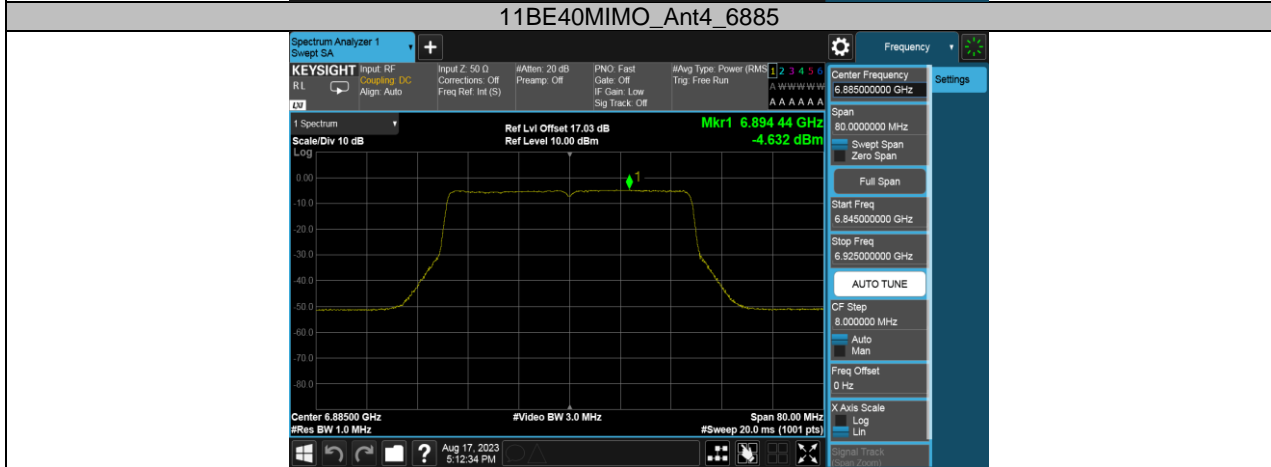 11BE40MIMO_Ant4_6885
Spectrum Analyzer 1
Swept SA
+
Frequency
KEYSIGHT
RL
LXI
Input: RF
Coupling: DC
Align: Auto
Input Z: 50 Ω
Corrections: Off
Freq Ref: Int (S)
#Atten: 20 dB
Preamp: Off
PNO: Fast
Gate: Off
IF Gain: Low
Sig Track: Off
#Avg Type: Power (RMS
Trig: Free Run
1 2 3 4 5 6
A W W W W W
A A A A A A
1 Spectrum
Scale/Div 10 dB
Ref Lvl Offset 17.03 dB
Ref Level 10.00 dBm
Mkr1 6.894 44 GHz
-4.632 dBm
Log
0.00
-10.0
-20.0
-30.0
-40.0
-50.0
-60.0
-70.0
-80.0
1
Center 6.88500 GHz
#Res BW 1.0 MHz
#Video BW 3.0 MHz
Span 80.00 MHz
#Sweep 20.0 ms (1001 pts)
Center Frequency
6.885000000 GHz
Settings
Span
80.0000000 MHz
Swept Span
Zero Span
Full Span
Start Freq
6.845000000 GHz
Stop Freq
6.925000000 GHz
AUTO TUNE
CF Step
8.000000 MHz
Auto
Man
Freq Offset
0 Hz
X Axis Scale
Log
Lin
Signal Track
(Span Zoom)
?
Aug 17, 2023
5:12:34 PM